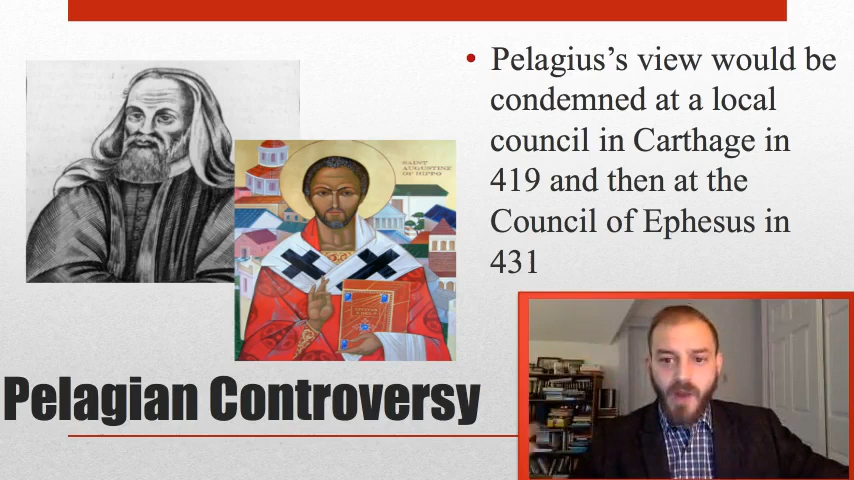 Pelagius’s view would be
condemned at a local
council in Carthage in
419 and then at the
Council of Ephesus in
431
SAINT
AUGUSTINE
OF HIPPO
Pelagian Controversy